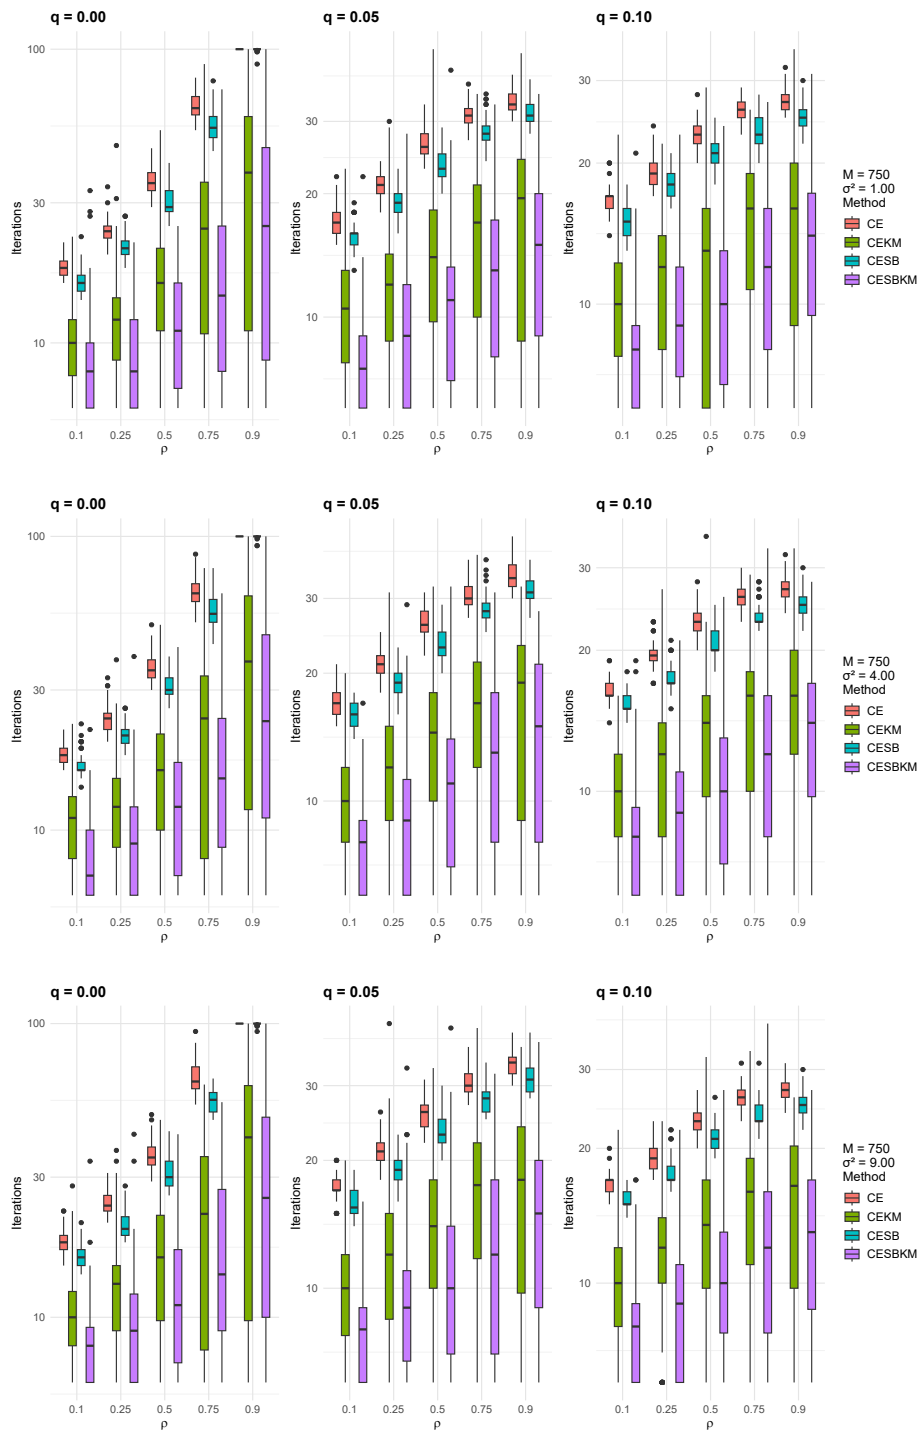 q = 0.00
q = 0.05
q = 0.10
Iterations
100
30
10
0.1
0.25
0.5
0.75
0.9
ρ
Iterations
30
20
10
0.1
0.25
0.5
0.75
0.9
ρ
Iterations
30
20
10
0.1
0.25
0.5
0.75
0.9
ρ
M = 750
σ² = 1.00
Method
CE
CEKM
CESB
CESBKM
q = 0.00
q = 0.05
q = 0.10
Iterations
100
30
10
0.1
0.25
0.5
0.75
0.9
ρ
Iterations
30
20
10
0.1
0.25
0.5
0.75
0.9
ρ
Iterations
30
20
10
0.1
0.25
0.5
0.75
0.9
ρ
M = 750
σ² = 4.00
Method
CE
CEKM
CESB
CESBKM
q = 0.00
q = 0.05
q = 0.10
Iterations
100
30
10
0.1
0.25
0.5
0.75
0.9
ρ
Iterations
30
20
10
0.1
0.25
0.5
0.75
0.9
ρ
Iterations
30
20
10
0.1
0.25
0.5
0.75
0.9
ρ
M = 750
σ² = 9.00
Method
CE
CEKM
CESB
CESBKM